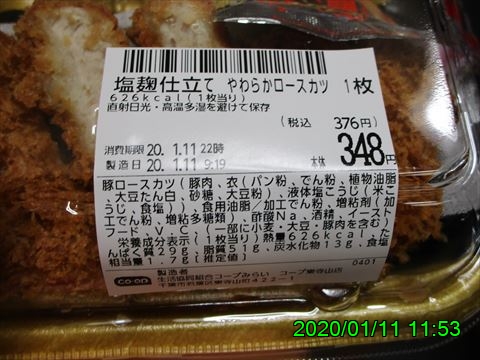 塩麹仕立て やわらかロースカツ 1枚
626kcal(1枚当り)
直射日光・高温多湿を避けて保存
(税込 376円)
消費期限 20. 1.11 22時
製造日 20. 1.11 9:19
本体 348円
豚ロースカツ(豚肉、衣(パン粉、でん粉、植物油脂
、大豆たん白、砂糖、大豆粉)、液体塩こうじ(米こ
うじ、食塩)、食用油脂/加工でん粉、増粘剤(加
工でん粉、増粘多糖類)、酢酸Na、酒精、イースト
フード、V.C(一部に小麦・大豆・豚肉を含む)
栄養成分表示(1枚当り)熱量626kcal、た
んぱく質29g、脂質51g、炭水化物13g、食塩
相当量1.7g(推定値)
0401
co-op
製造者
生活協同組合コープみらい コープ東寺山店
千葉市若葉区東寺山町422-1
2020/01/11 11:53